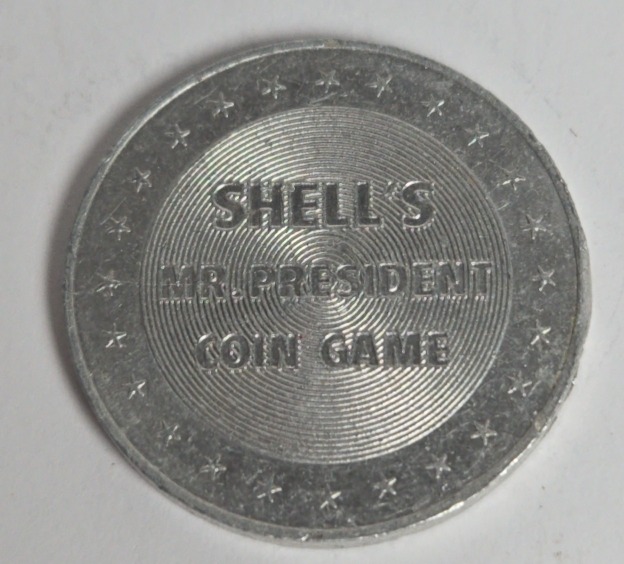 SHELL'S
MR. PRESIDENT
COIN GAME